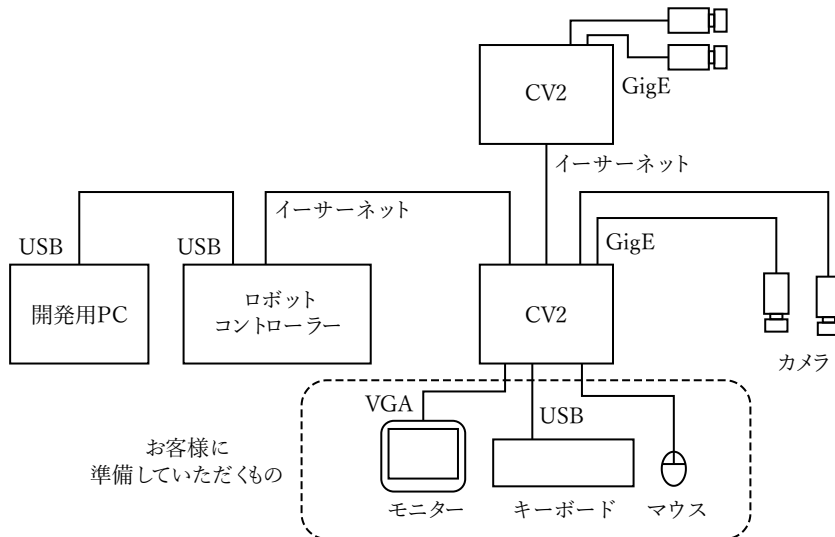 CV2
GigE
イーサーネット
イーサーネット
USB
USB
GigE
開発用PC
ロボット
コントローラー
CV2
カメラ
VGA
USB
お客様に
準備していただくもの
モニター
キーボード
マウス